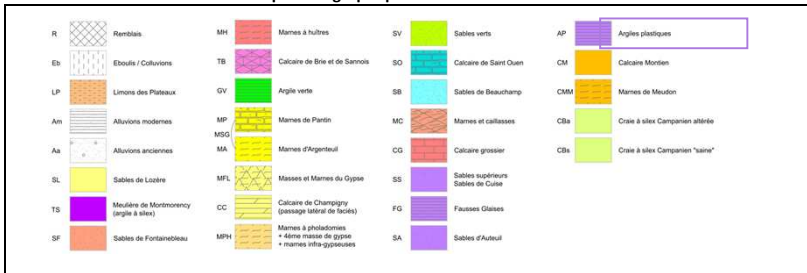 R Remblais
Eb Eboulis / Colluvions
LP Limons des Plateaux
Am Alluvions modernes
Aa Alluvions anciennes
SL Sables de Lozère
TS Meulière de Montmorency
(argile à silex)
SF Sables de Fontainebleau
MH Marnes à huîtres
TB Calcaire de Brie et de Sannois
GV Argile verte
MP Marnes de Pantin
MSG
MA Marnes d'Argenteuil
MFL Masses et Marnes du Gypse
CC Calcaire de Champigny
(passage latéral de faciès)
MPH Marnes à pholadomies
+ 4ème masse de gypse
+ marnes infra-gypseuses
SV Sables verts
SO Calcaire de Saint Ouen
SB Sables de Beauchamp
MC Marnes et caillasses
CG Calcaire grossier
SS Sables supérieurs
Sables de Cuise
FG Fausses Glaises
SA Sables d'Auteuil
AP Argiles plastiques
CM Calcaire Montien
CMM Marnes de Meudon
CBa Craie à silex Campanien altérée
CBs Craie à silex Campanien "saine"